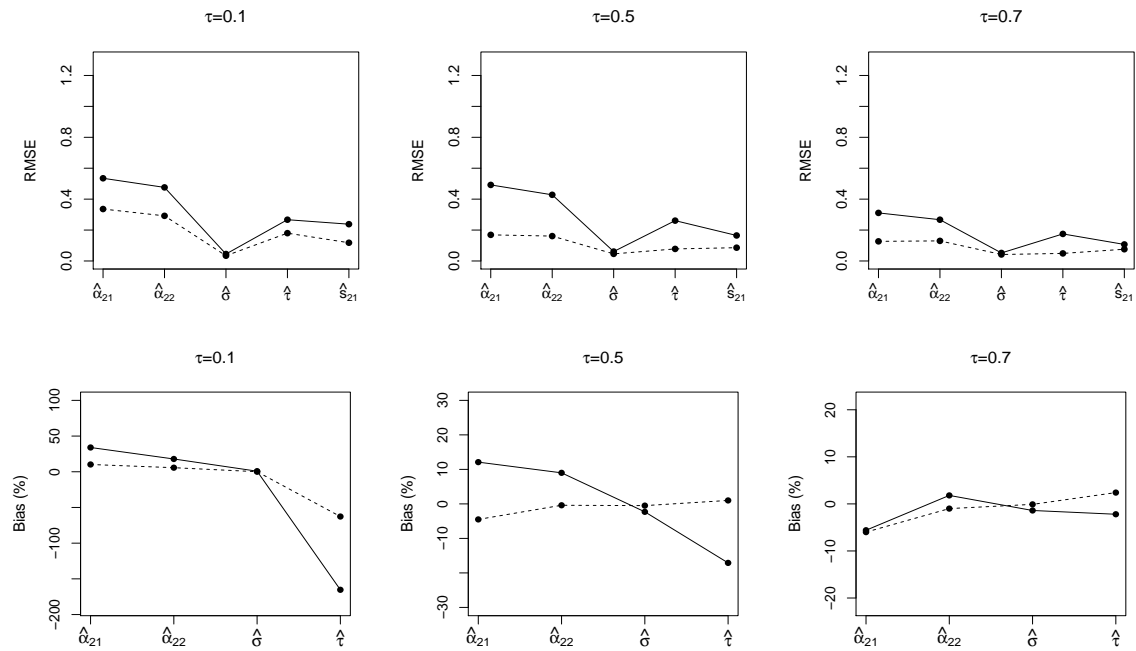 τ=0.1
τ=0.5
τ=0.7
RMSE
0.0 0.4 0.8 1.2
α̂21 α̂22 σ̂ τ̂ ŝ21
RMSE
0.0 0.4 0.8 1.2
α̂21 α̂22 σ̂ τ̂ ŝ21
RMSE
0.0 0.4 0.8 1.2
α̂21 α̂22 σ̂ τ̂ ŝ21
τ=0.1
τ=0.5
τ=0.7
Bias (%)
−200 −100 0 50 100
α̂21 α̂22 σ̂ τ̂
Bias (%)
−30 −10 0 10 20 30
α̂21 α̂22 σ̂ τ̂
Bias (%)
−20 −10 0 10 20
α̂21 α̂22 σ̂ τ̂